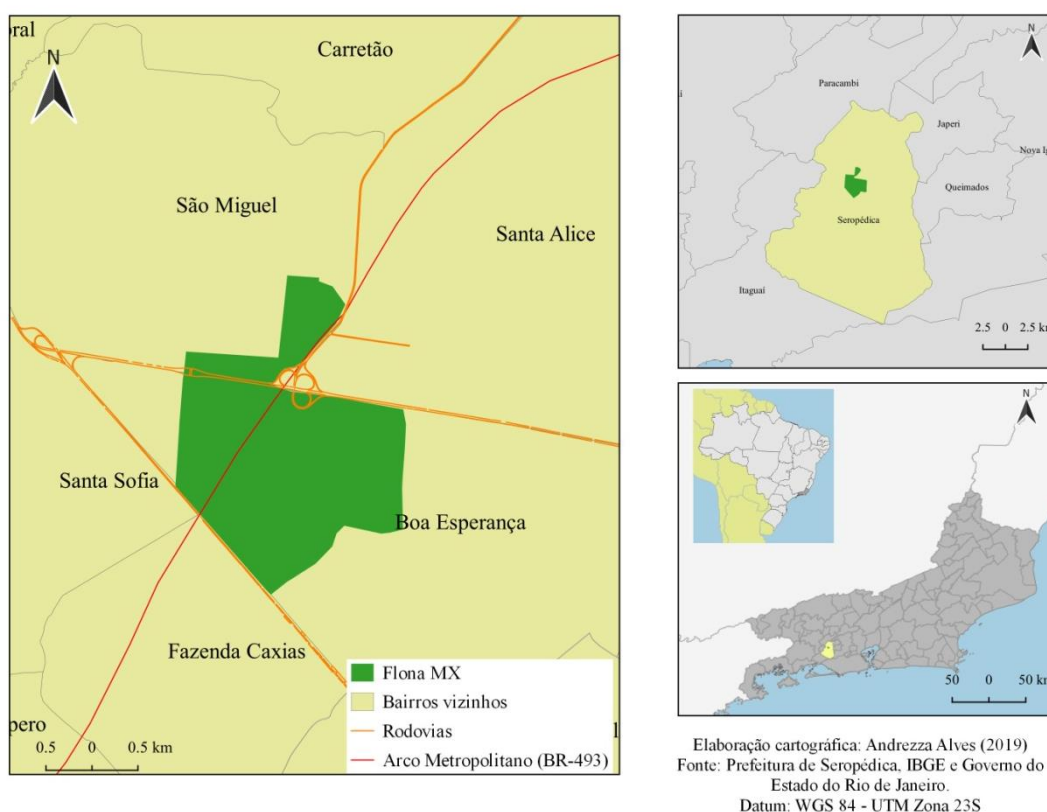 oral
Carretão
N
São Miguel
Santa Alice
Santa Sofia
Boa Esperança
Fazenda Caxias
pero
0.5 0 0.5 km
l
Flona MX
Bairros vizinhos
Rodovias
Arco Metropolitano (BR-493)
N
Paracambi
Japeri
Nova Ig
Queimados
Seropédica
Itaguaí
i
2.5 0 2.5 km
N
50 0 50 km
Elaboração cartográfica: Andrezza Alves (2019)
Fonte: Prefeitura de Seropédica, IBGE e Governo do
Estado do Rio de Janeiro.
Datum: WGS 84 - UTM Zona 23S